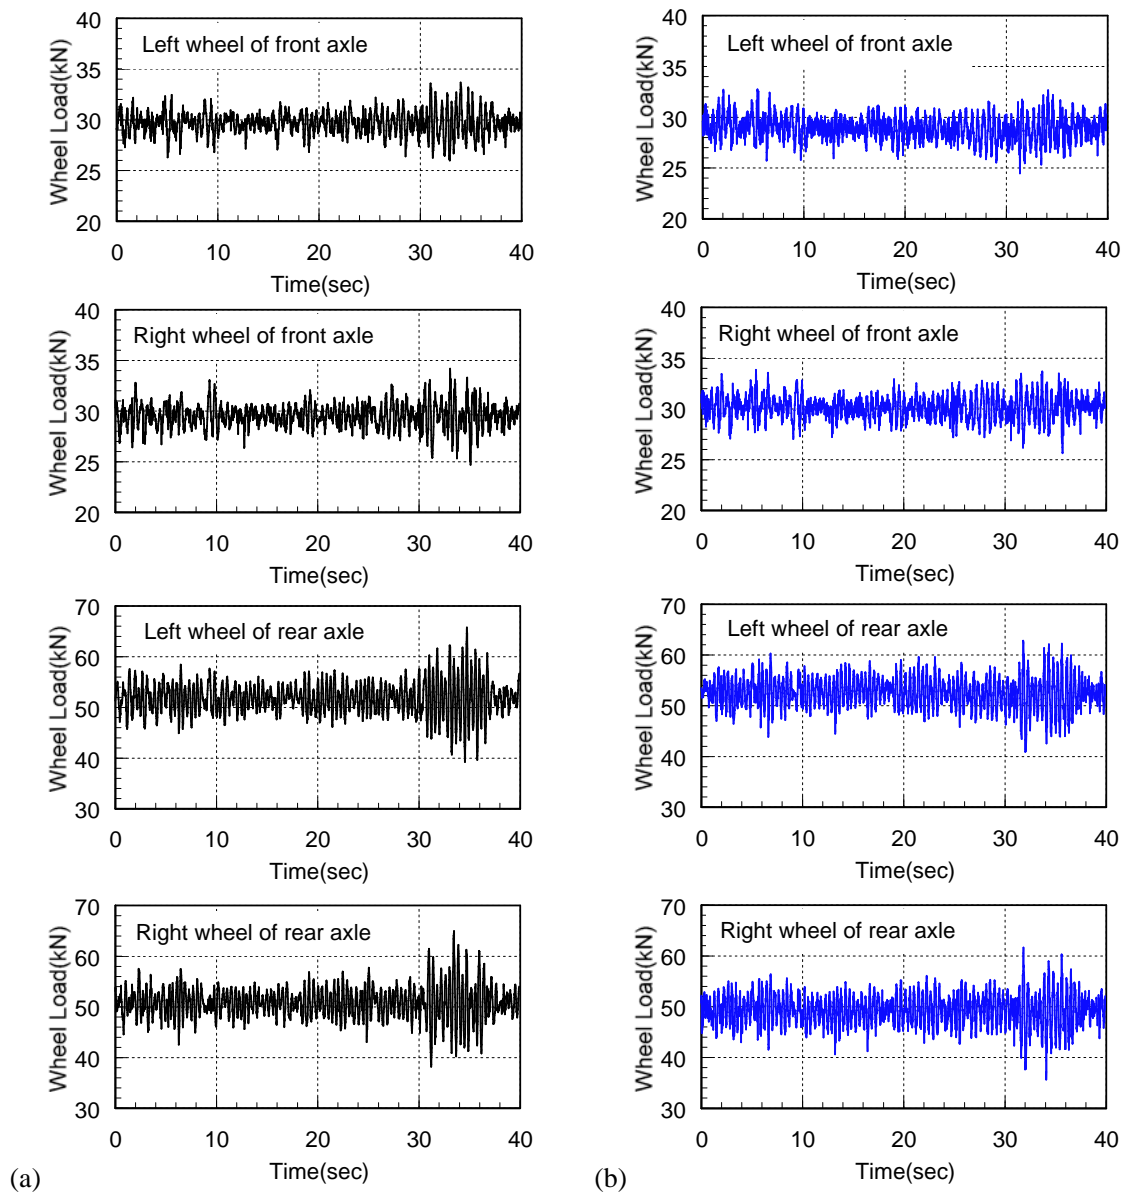 Wheel Load(kN)
40
35
30
25
20
Left wheel of front axle
0 10 20 30 40
Time(sec)
Wheel Load(kN)
40
35
30
25
20
Left wheel of front axle
0 10 20 30 40
Time(sec)
Wheel Load(kN)
40
35
30
25
20
Right wheel of front axle
0 10 20 30 40
Time(sec)
Wheel Load(kN)
40
35
30
25
20
Right wheel of front axle
0 10 20 30 40
Time(sec)
Wheel Load(kN)
70
60
50
40
30
Left wheel of rear axle
0 10 20 30 40
Time(sec)
Wheel Load(kN)
70
60
50
40
30
Left wheel of rear axle
0 10 20 30 40
Time(sec)
Wheel Load(kN)
70
60
50
40
30
Right wheel of rear axle
0 10 20 30 40
Time(sec)
Wheel Load(kN)
70
60
50
40
30
Right wheel of rear axle
0 10 20 30 40
Time(sec)
(a)
(b)